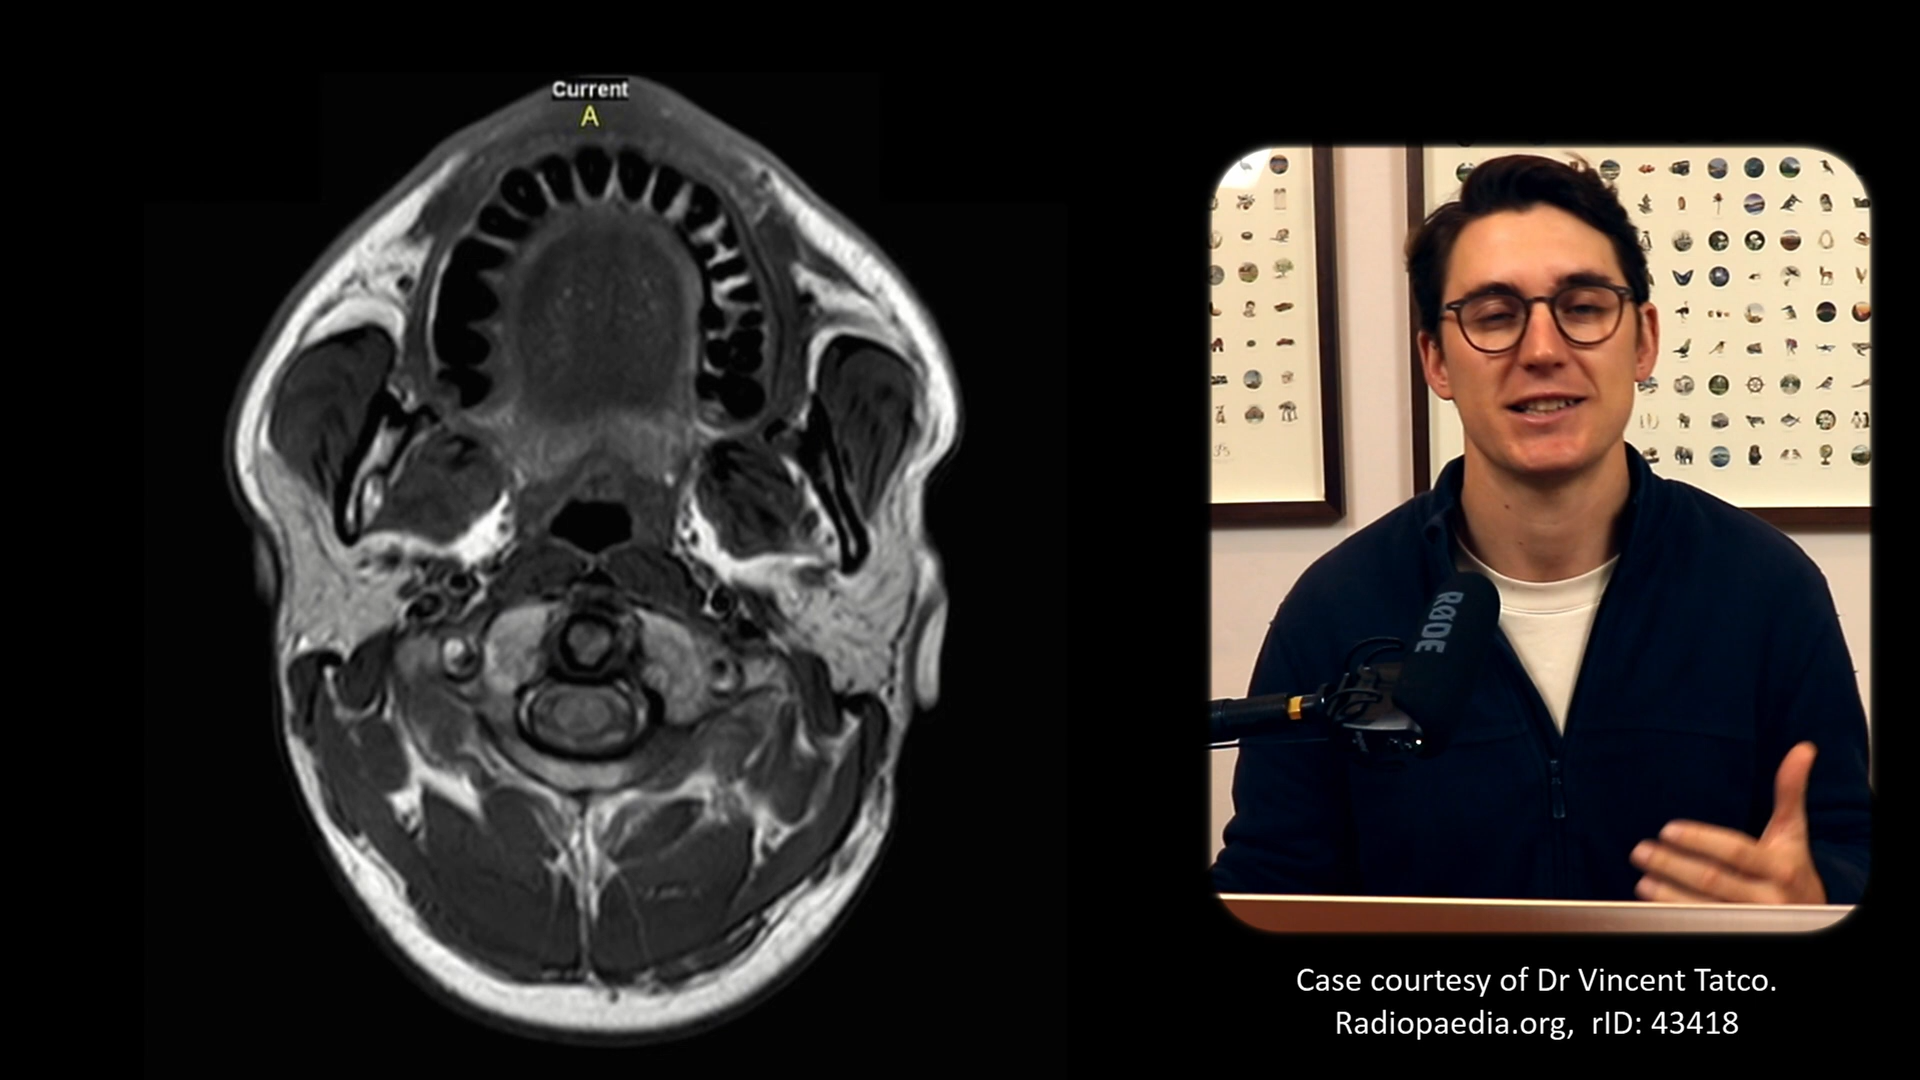 Current
A
RØDE
Case courtesy of Dr Vincent Tatco.
Radiopaedia.org, rID: 43418